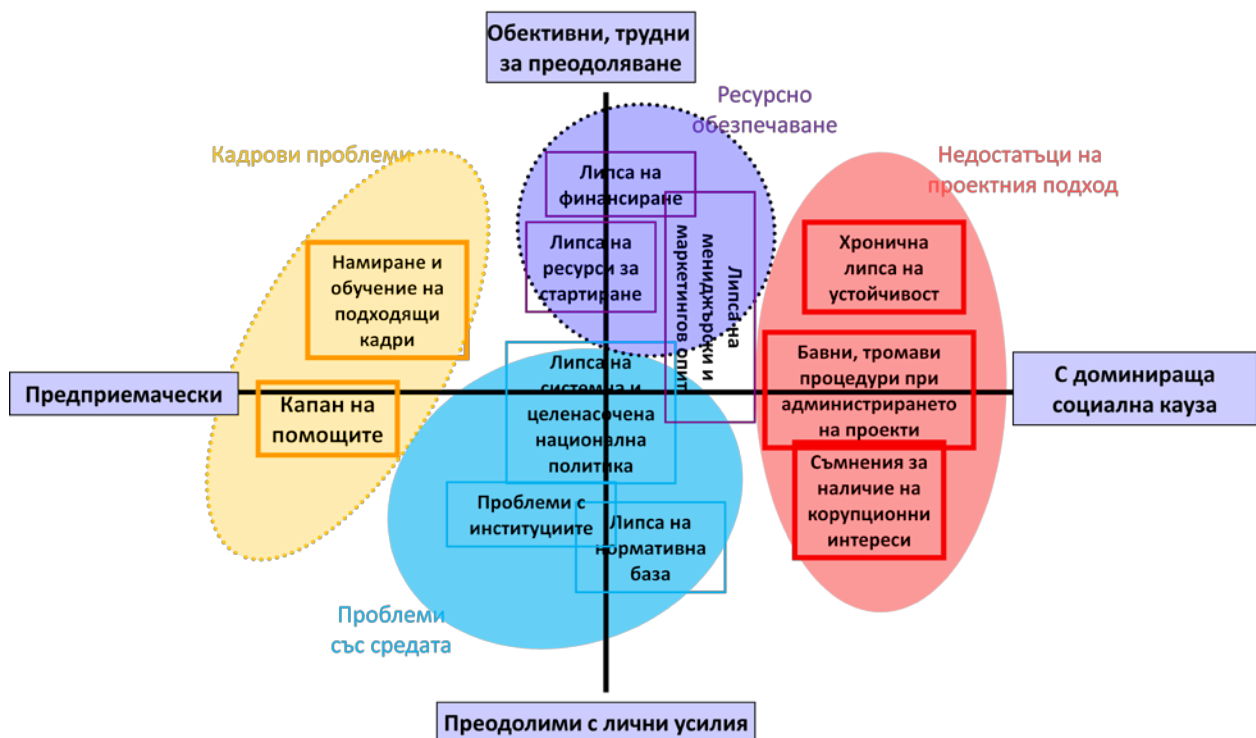 Обективни, трудни
за преодоляване
Ресурсно
обезпечаване
Кадрови проблеми
Недостатъци на
проектния подход
Липса на
финансиране
Липса на
ресурси за
стартиране
Липса на
мениджърски и
маркетингов опит
Намиране и
обучение на
подходящи
кадри
Хронична
липса на
устойчивост
Предприемачески
Капан на
помощите
Липса на
системна и
целенасочена
национална
политика
Бавни, тромави
процедури при
администрирането
на проекти
С доминираща
социална кауза
Съмнения за
наличие на
корупционни
интереси
Проблеми с
институциите
Липса на
нормативна
база
Проблеми
със средата
Преодолими с лични усилия